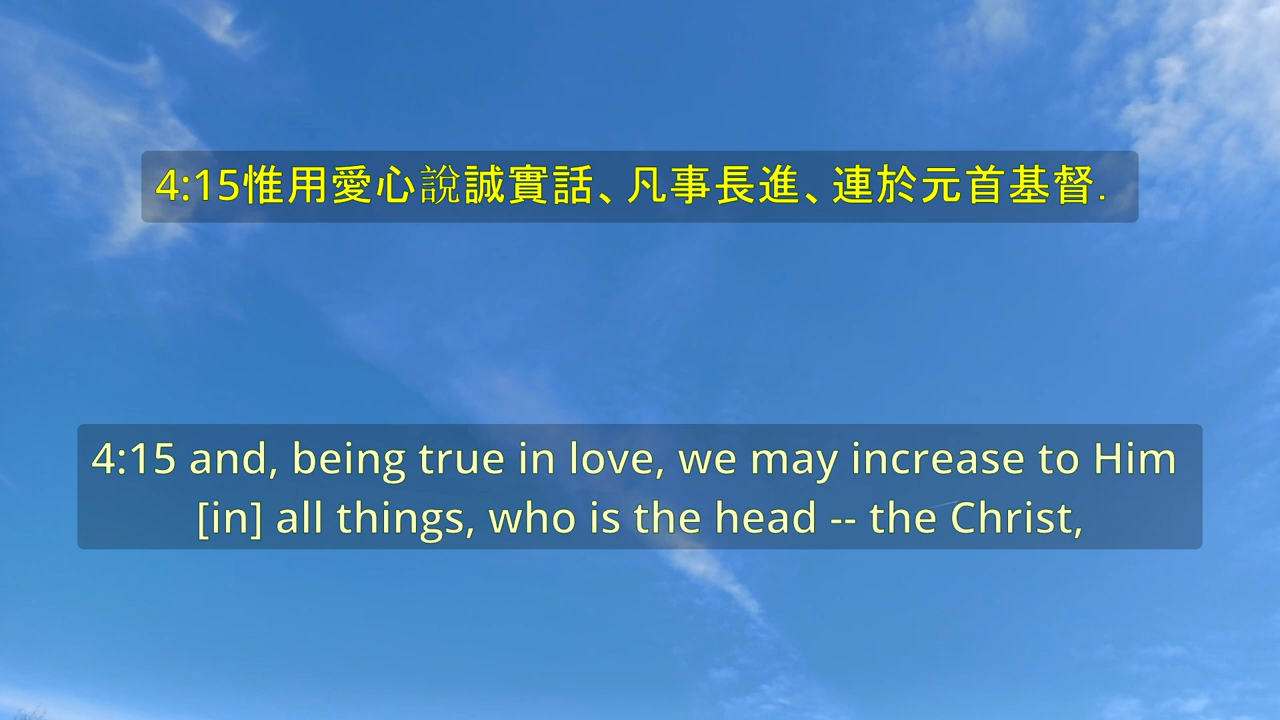 4:15惟用愛心說誠實話、凡事長進、連於元首基督.
4:15 and, being true in love, we may increase to Him
[in] all things, who is the head -- the Christ,